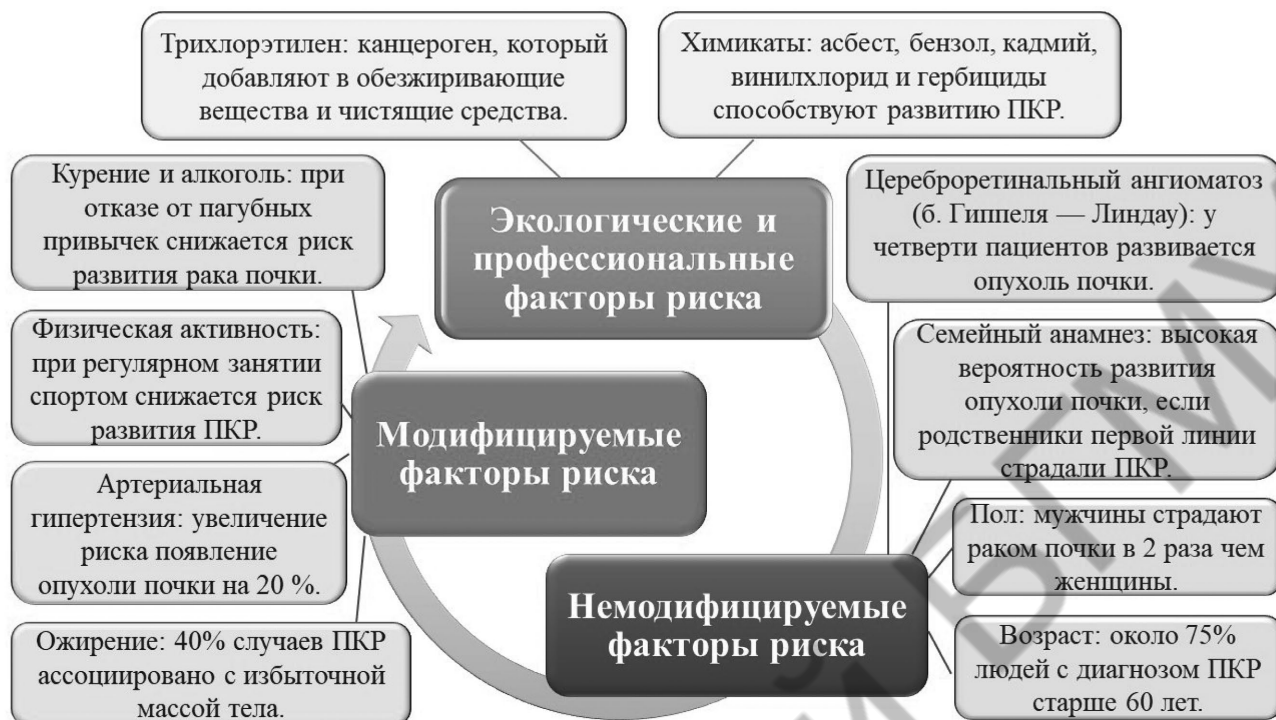 Трихлорэтилен: канцероген, который
добавляют в обезжиривающие
вещества и чистящие средства.
Химикаты: асбест, бензол, кадмий,
винилхлорид и гербициды
способствуют развитию ПКР.
Экологические и
профессиональные
факторы риска
Курение и алкоголь: при
отказе от пагубных
привычек снижается риск
развития рака почки.
Физическая активность:
при регулярном занятии
спортом снижается риск
развития ПКР.
Артериальная
гипертензия: увеличение
риска появление
опухоли почки на 20 %.
Ожирение: 40% случаев ПКР
ассоциировано с избыточной
массой тела.
Модифицируемые
факторы риска
Цереброретинальный ангиоматоз
(б. Гиппеля — Линдау): у
четверти пациентов развивается
опухоль почки.
Семейный анамнез: высокая
вероятность развития
опухоли почки, если
родственники первой линии
страдали ПКР.
Пол: мужчины страдают
раком почки в 2 раза чем
женщины.
Возраст: около 75%
людей с диагнозом ПКР
старше 60 лет.
Немодифицируемые
факторы риска
БГМУ